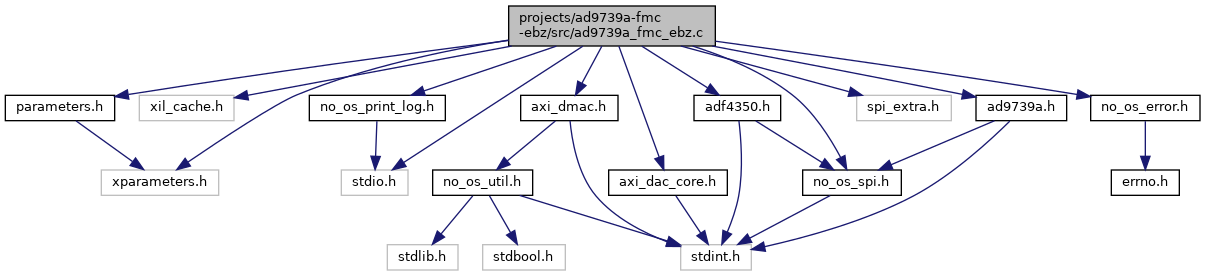 projects/ad9739a-fmc
-ebz/src/ad9739a_fmc_ebz.c
parameters.h
xil_cache.h
no_os_print_log.h
axi_dmac.h
adf4350.h
spi_extra.h
ad9739a.h
no_os_error.h
xparameters.h
stdio.h
no_os_util.h
axi_dac_core.h
no_os_spi.h
errno.h
stdlib.h
stdbool.h
stdint.h